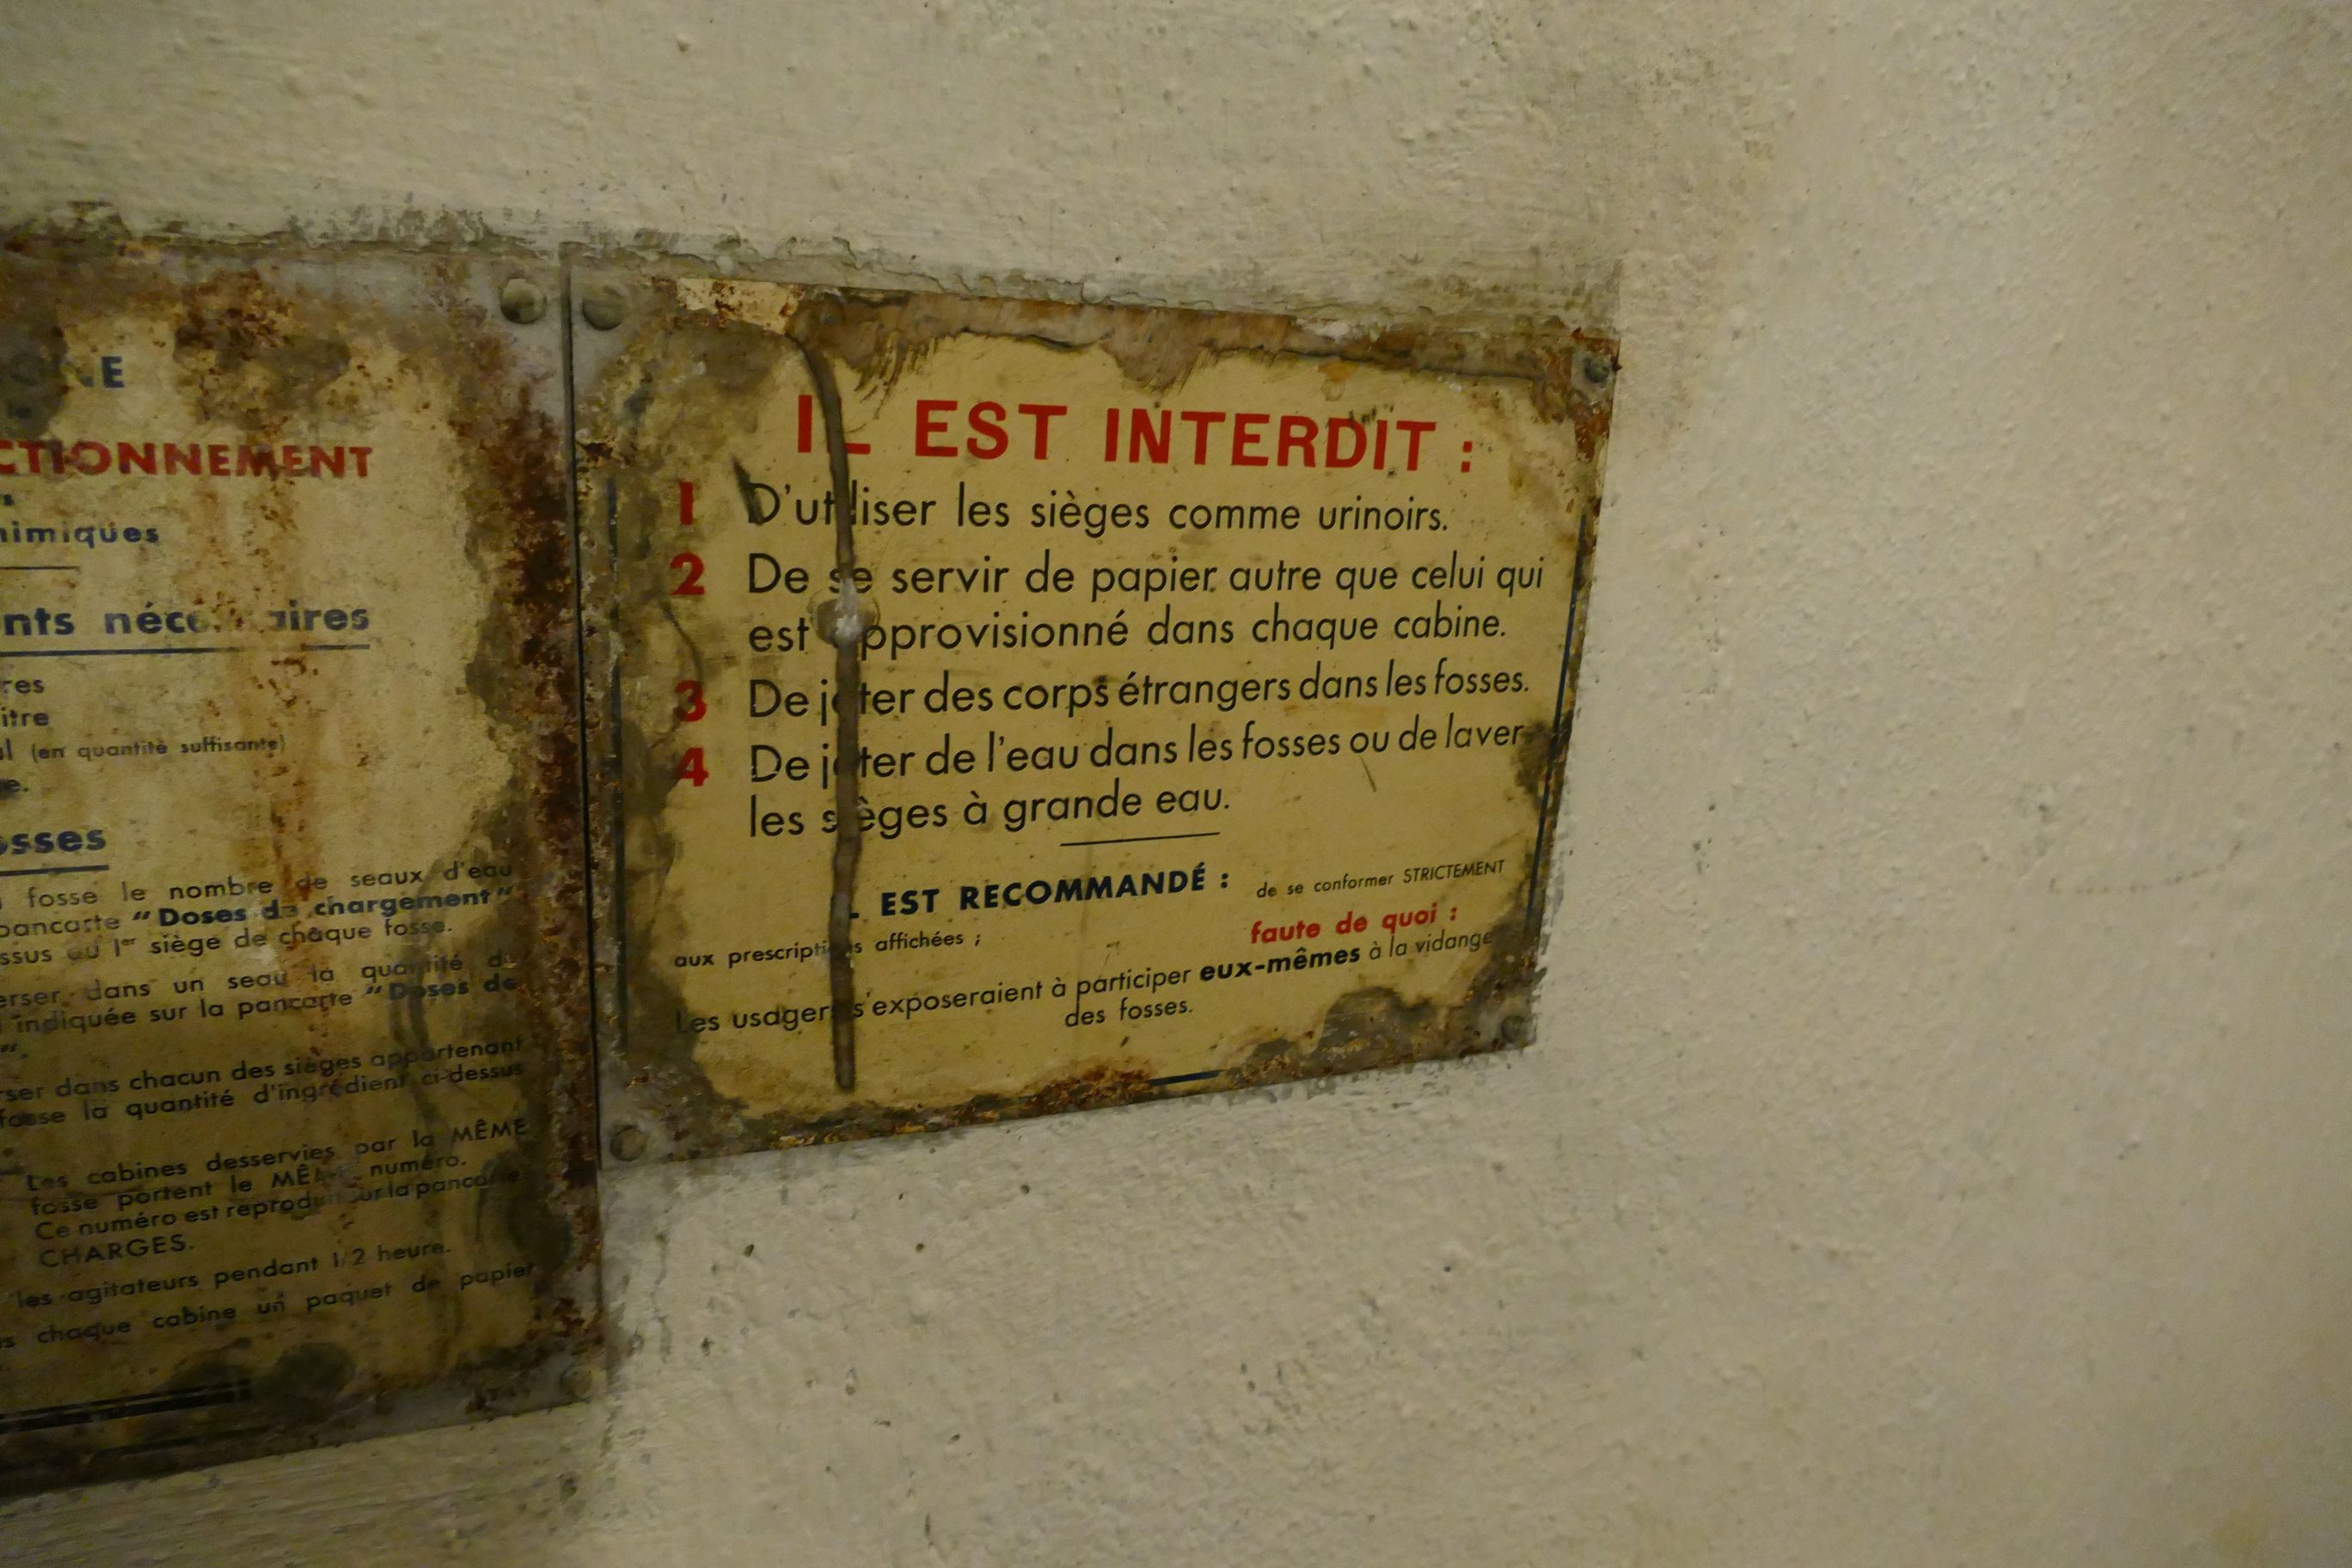 CTIONNEMENT
himiques
nts nécessaires
res
itre
(en quantité suffisante)
osses
fosse le nombre de seaux d'eau
pancarte “Doses de chargement“
ssus du 1er siège de chaque fosse.
erser dans un seau la quantité de
indiquée sur la pancarte “Doses de
“.
rser dans chacun des sièges appartenant
fosse la quantité d'ingrédient ci-dessus
Les cabines desservies par la MÊME
fosse portent le MÊME numéro.
Ce numéro est reproduit sur la pancarte
CHARGES.
les agitateurs pendant 1/2 heure.
chaque cabine un paquet de papier
IL EST INTERDIT :
1 D'utiliser les sièges comme urinoirs.
2 De se servir de papier autre que celui qui
est approvisionné dans chaque cabine.
3 De jeter des corps étrangers dans les fosses.
4 De jeter de l'eau dans les fosses ou de laver
les sièges à grande eau.
IL EST RECOMMANDÉ : de se conformer STRICTEMENT
aux prescriptions affichées ;
faute de quoi :
Les usagers s'exposeraient à participer eux-mêmes à la vidange
des fosses.